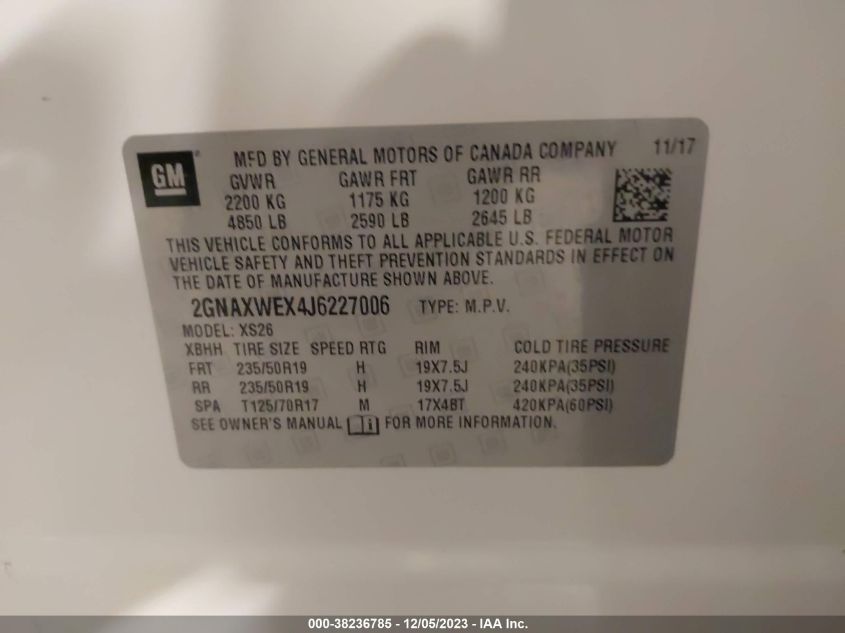 GM® MFD BY GENERAL MOTORS OF CANADA COMPANY 11/17
GVWR GAWR FRT GAWR RR
2200 KG 1175 KG 1200 KG
4850 LB 2590 LB 2645 LB
THIS VEHICLE CONFORMS TO ALL APPLICABLE U.S. FEDERAL MOTOR
VEHICLE SAFETY AND THEFT PREVENTION STANDARDS IN EFFECT ON
THE DATE OF MANUFACTURE SHOWN ABOVE.
2GNAXWEX4J6227006 TYPE: M.P.V.
MODEL: XS26
XBHH TIRE SIZE SPEED RTG RIM COLD TIRE PRESSURE
FRT 235/50R19 H 19X7.5J 240KPA(35PSI)
RR 235/50R19 H 19X7.5J 240KPA(35PSI)
SPA T125/70R17 M 17X4BT 420KPA(60PSI)
SEE OWNER'S MANUAL i FOR MORE INFORMATION.
000-38236785 - 12/05/2023 - IAA Inc.